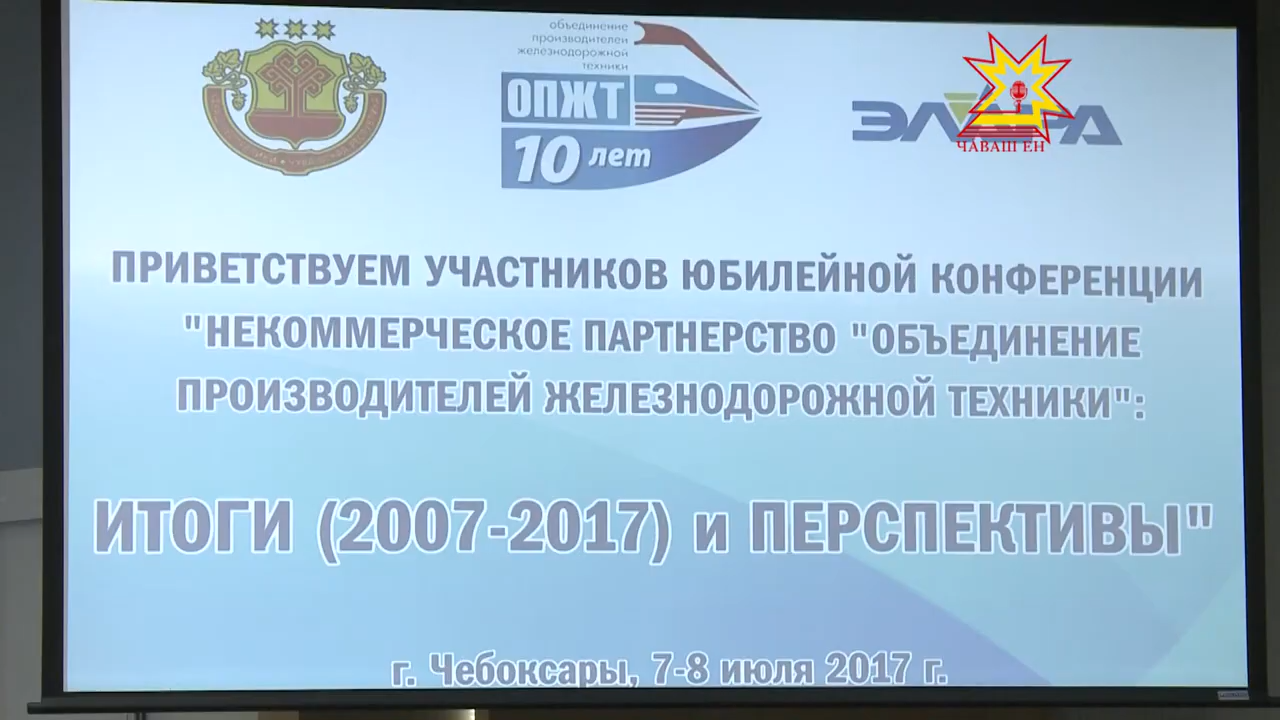 объединение
производителей
железнодорожной
техники
ОПЖТ
10 лет
ЧАВАШ ЕН
ПРИВЕТСТВУЕМ УЧАСТНИКОВ ЮБИЛЕЙНОЙ КОНФЕРЕНЦИИ
"НЕКОММЕРЧЕСКОЕ ПАРТНЕРСТВО "ОБЪЕДИНЕНИЕ
ПРОИЗВОДИТЕЛЕЙ ЖЕЛЕЗНОДОРОЖНОЙ ТЕХНИКИ":
ИТОГИ (2007-2017) и ПЕРСПЕКТИВЫ"
г. Чебоксары, 7-8 июля 2017 г.